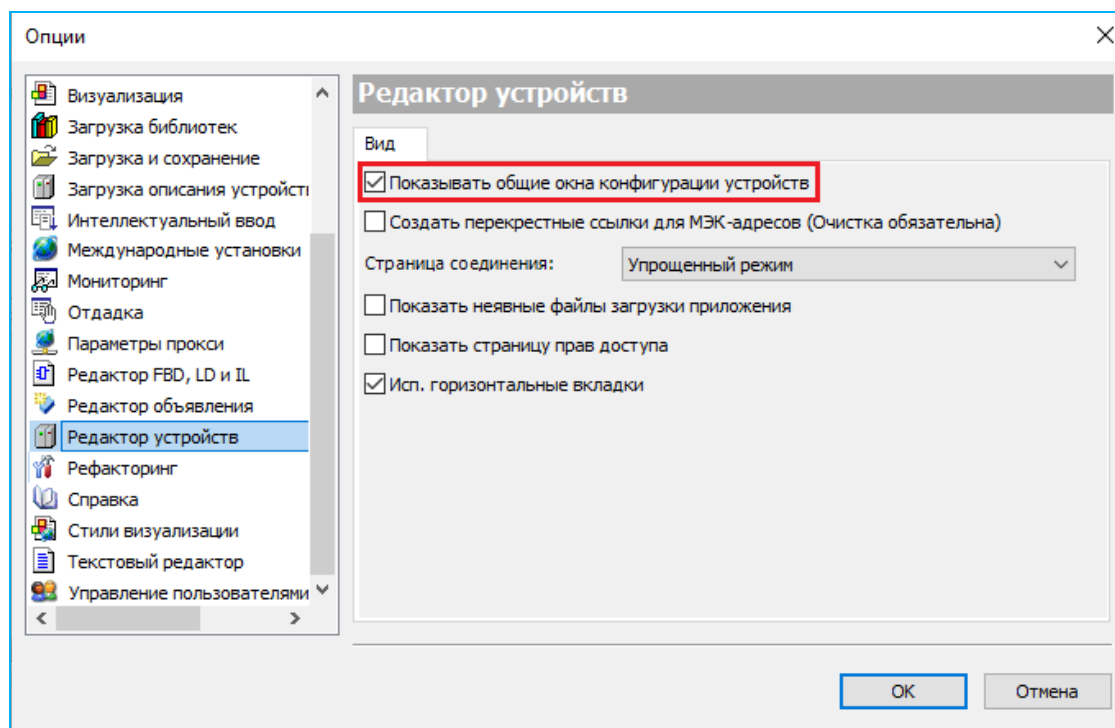 Опции
Визуализация
Загрузка библиотек
Загрузка и сохранение
Загрузка описания устройств
Интеллектуальный ввод
Международные установки
Мониторинг
Отдадка
Параметры прокси
Редактор FBD, LD и IL
Редактор объявления
Редактор устройств
Рефакторинг
Справка
Стили визуализации
Текстовый редактор
Управление пользователями
Редактор устройств
Вид
Показывать общие окна конфигурации устройств
Создать перекрестные ссылки для МЭК-адресов (Очистка обязательна)
Страница соединения: Упрощенный режим
Показать неявные файлы загрузки приложения
Показать страницу прав доступа
Исп. горизонтальные вкладки
OK Отмена